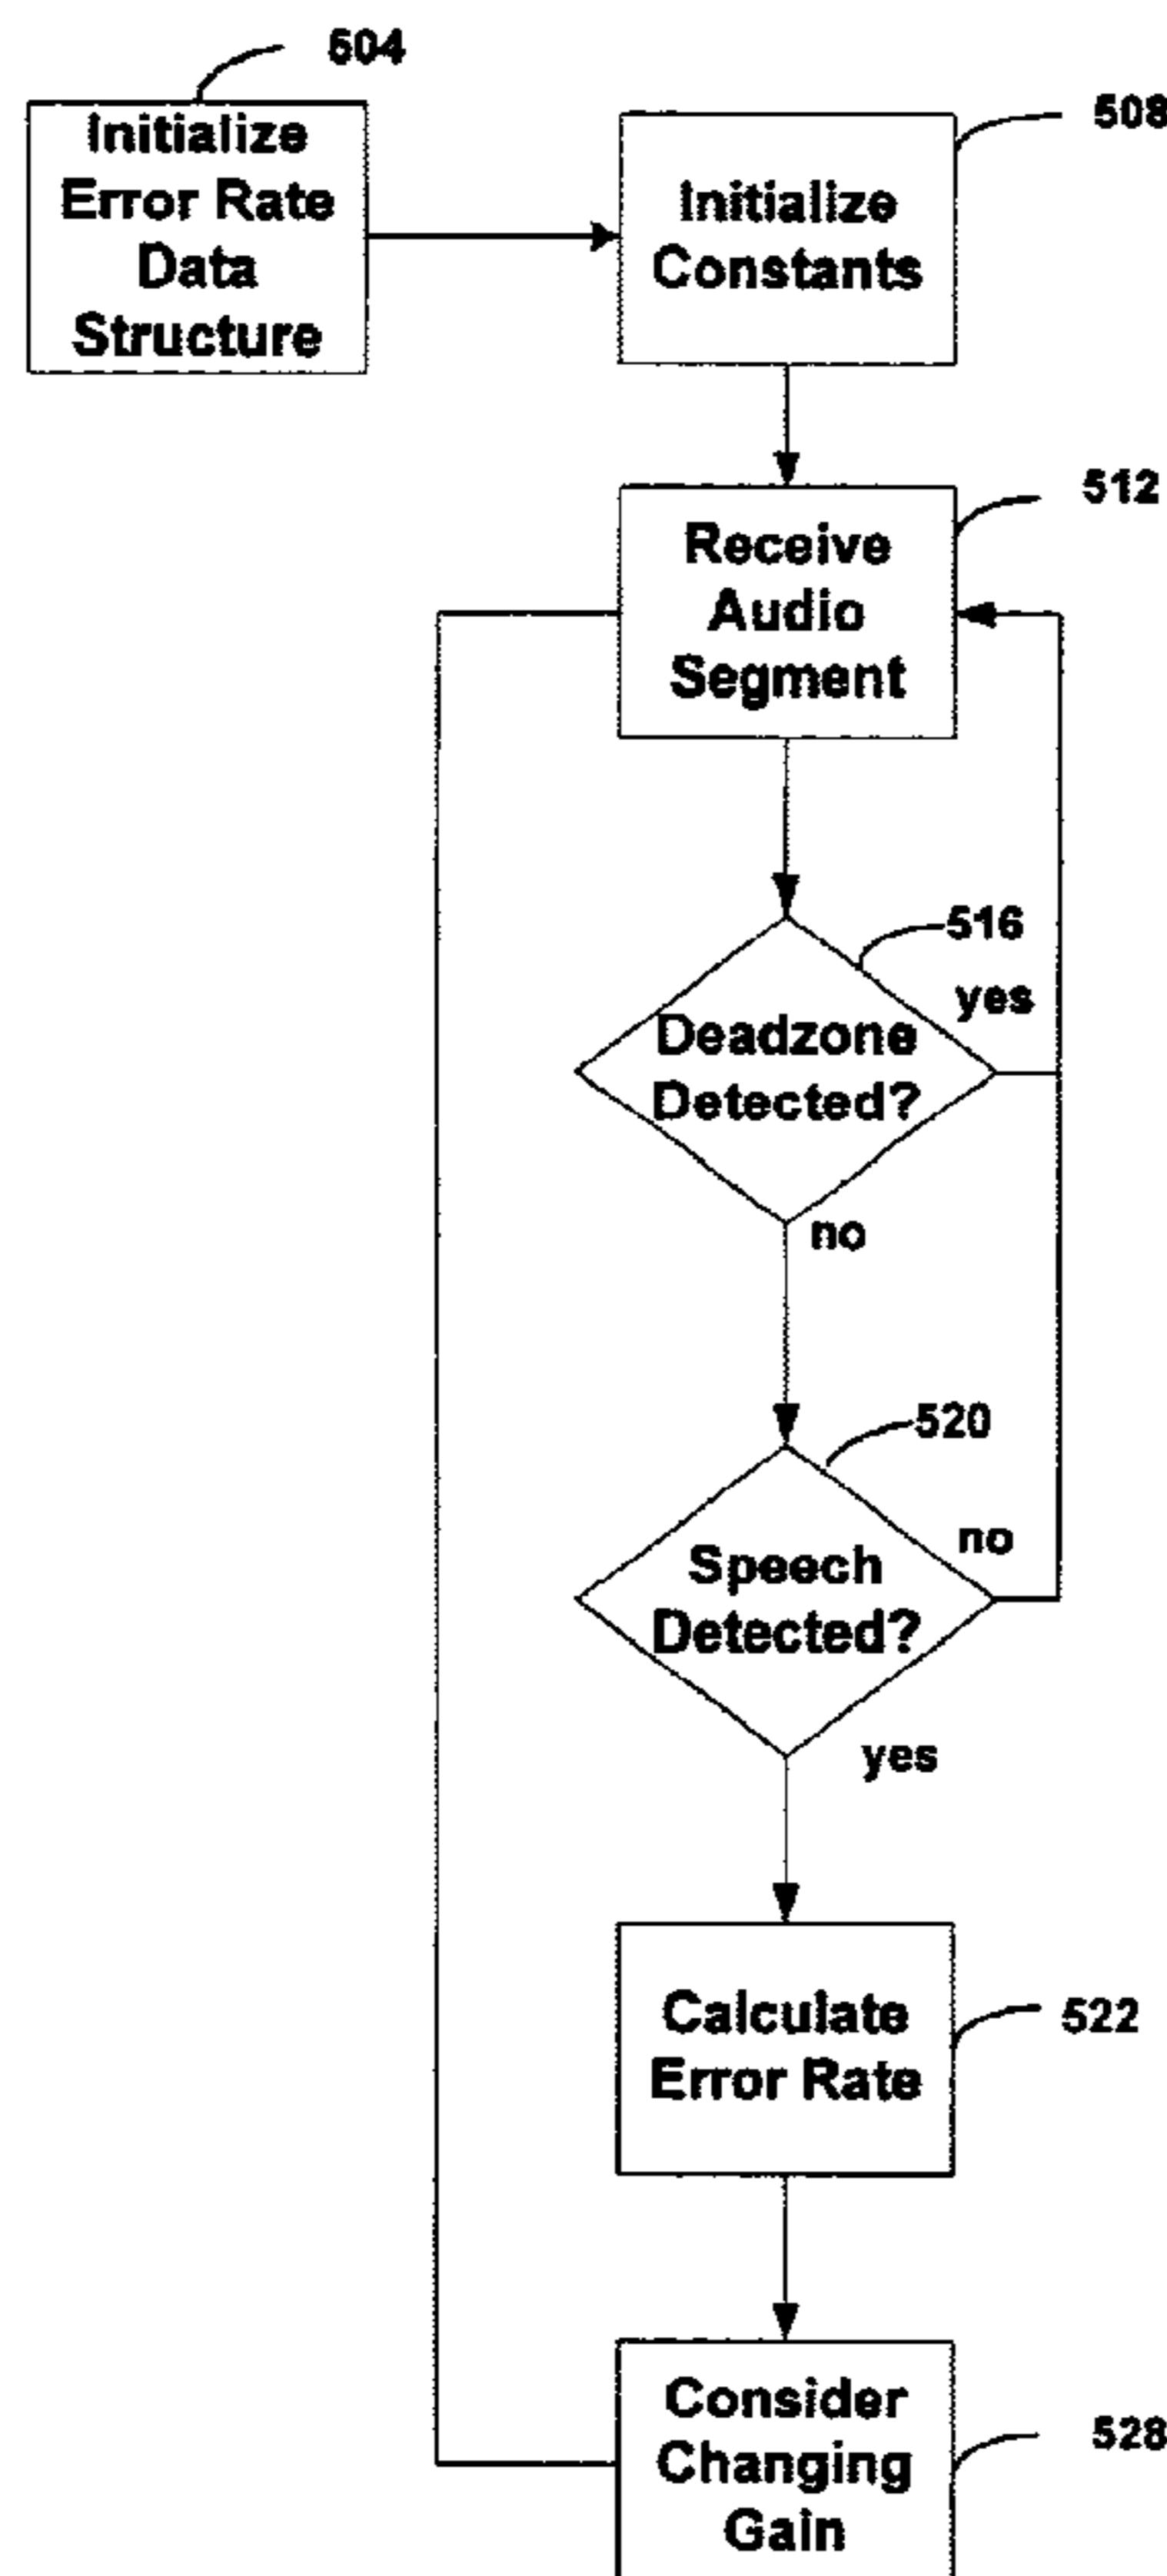 504
Initialize
Error Rate
Data
Structure
508
Initialize
Constants
512
Receive
Audio
Segment
516
yes
Deadzone
Detected?
no
520
no
Speech
Detected?
yes
Calculate
Error Rate
522
Consider
Changing
Gain
528